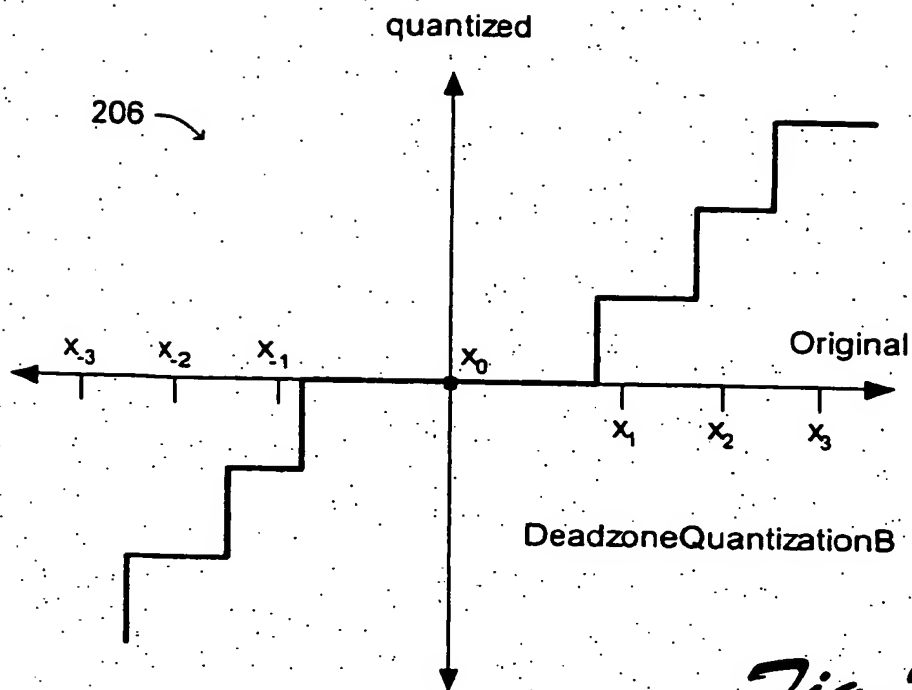 quantized
206
X-3 X-2 X-1 X0
Original
X1 X2 X3
DeadzoneQuantizationB